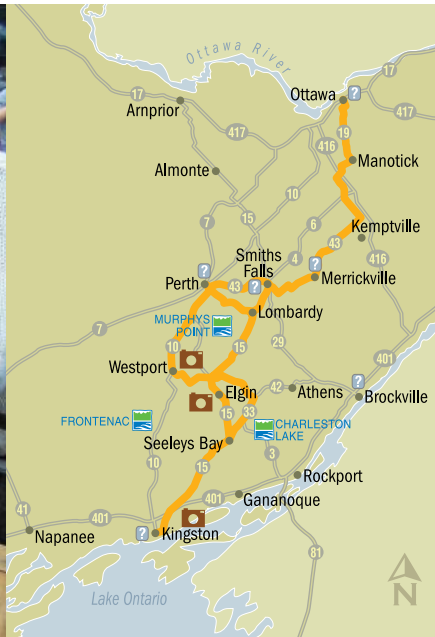 Ottawa River
17
Ottawa
?
17
Arnprior
417
417
19
416
Manotick
Almonte
10
15
7
6
Kemptville
43
416
Smiths
Falls
4
?
Perth
?
43
?
Merrickville
Lombardy
MURPHYS
POINT
7
10
15
29
401
Westport
?
Elgin
42
Athens
Brockville
FRONTENAC
15
33
CHARLESTON
LAKE
Seeleys Bay
10
15
3
Rockport
401
Gananoque
41
401
?
Kingston
Napanee
81
Lake Ontario
N